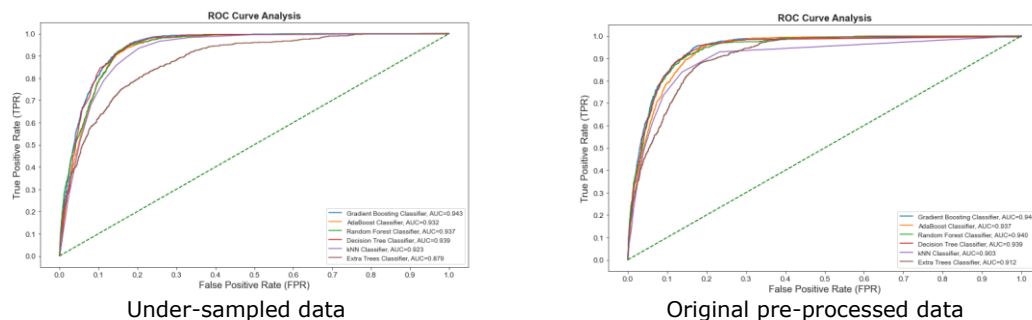 ROC Curve Analysis
True Positive Rate (TPR)
1.0
0.9
0.8
0.7
0.6
0.5
0.4
0.3
0.2
0.1
0.0
Gradient Boosting Classifier, AUC=0.943
AdaBoost Classifier, AUC=0.932
Random Forest Classifier, AUC=0.937
Decision Tree Classifier, AUC=0.939
kNN Classifier, AUC=0.923
Extra Trees Classifier, AUC=0.879
0.0 0.1 0.2 0.3 0.4 0.5 0.6 0.7 0.8 0.9 1.0
False Positive Rate (FPR)
Under-sampled data
ROC Curve Analysis
True Positive Rate (TPR)
1.0
0.9
0.8
0.7
0.6
0.5
0.4
0.3
0.2
0.1
0.0
Gradient Boosting Classifier, AUC=0.94
AdaBoost Classifier, AUC=0.937
Random Forest Classifier, AUC=0.940
Decision Tree Classifier, AUC=0.939
kNN Classifier, AUC=0.903
Extra Trees Classifier, AUC=0.912
0.0 0.1 0.2 0.3 0.4 0.5 0.6 0.7 0.8 0.9 1.0
False Positive Rate (FPR)
Original pre-processed data